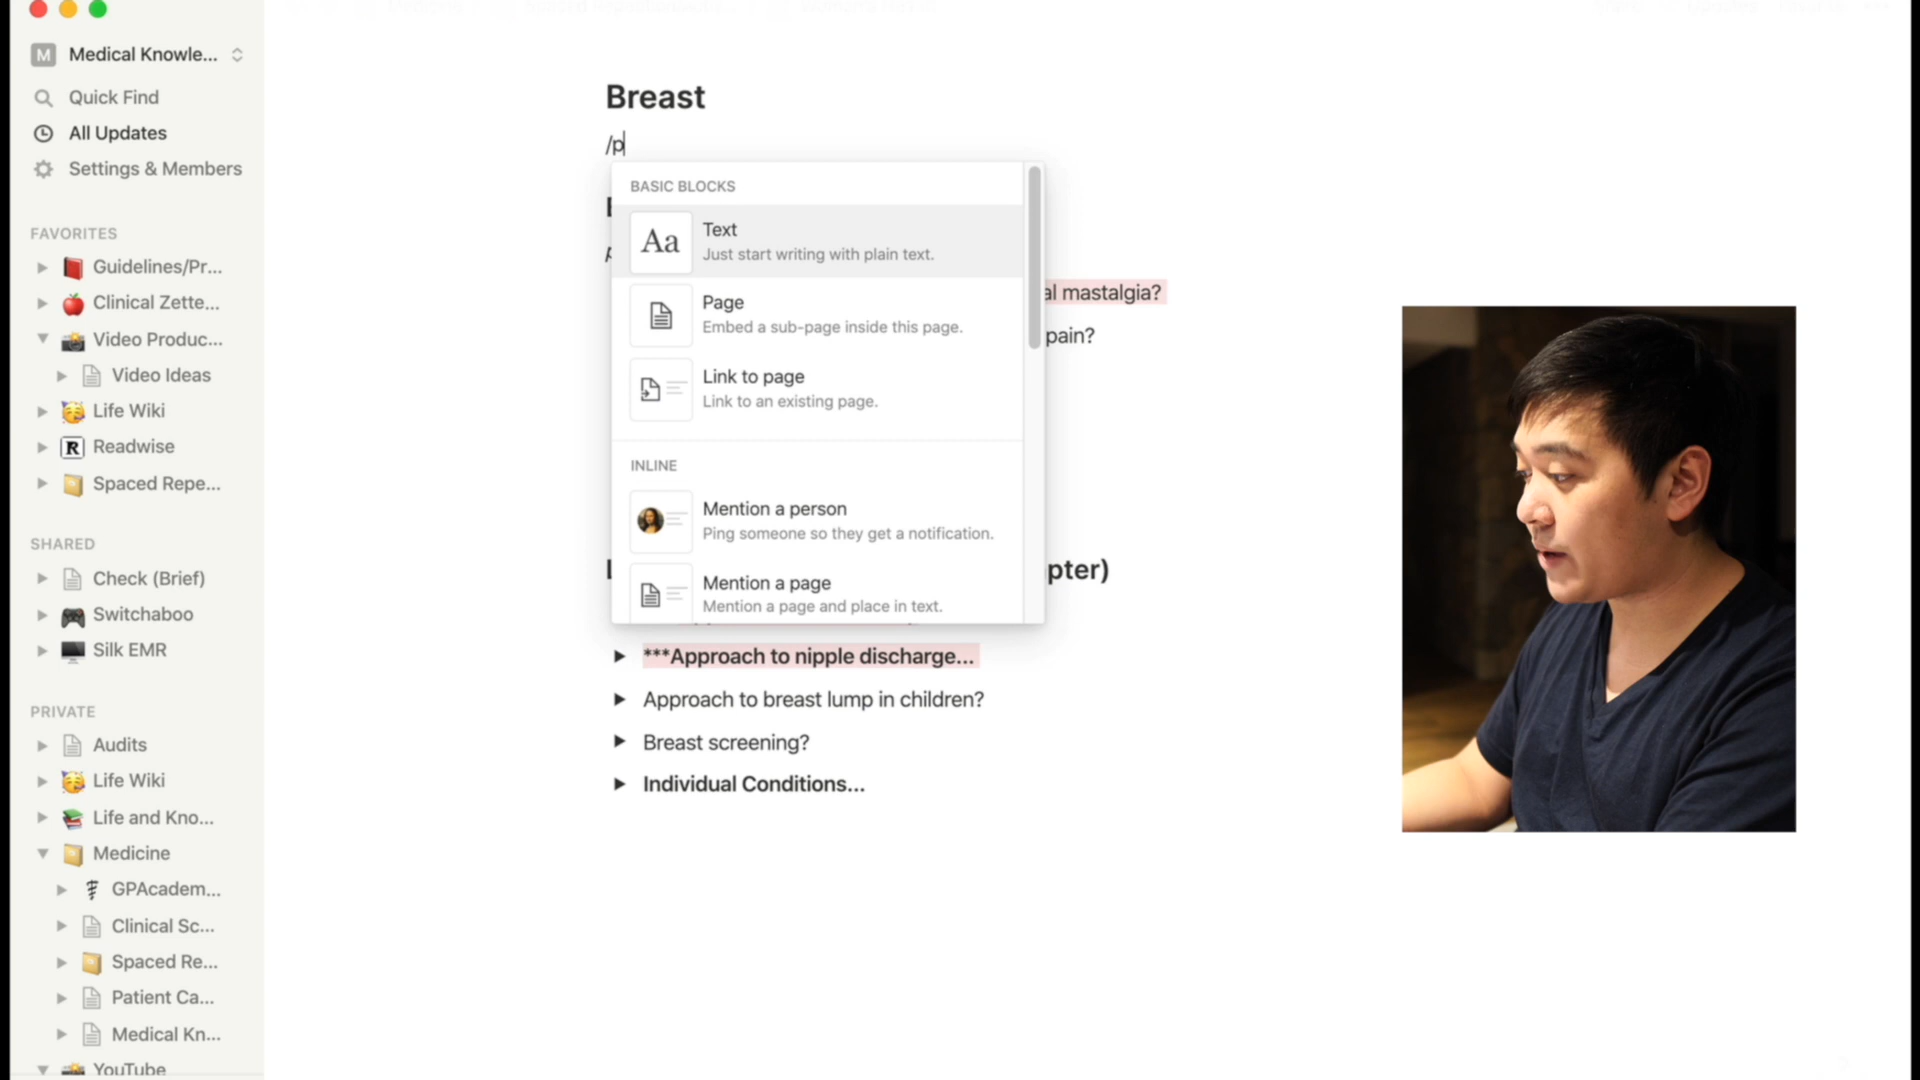 M Medical Knowle...
Quick Find
All Updates
Settings & Members
FAVORITES
Guidelines/Pr...
Clinical Zette...
Video Produc...
Video Ideas
Life Wiki
R Readwise
Spaced Repe...
SHARED
Check (Brief)
Switchaboo
Silk EMR
PRIVATE
Audits
Life Wiki
Life and Kno...
Medicine
GPAcadem...
Clinical Sc...
Spaced Re...
Patient Ca...
Medical Kn...
YouTube
Breast
/p
BASIC BLOCKS
Aa Text
Just start writing with plain text.
Page
Embed a sub-page inside this page.
Link to page
Link to an existing page.
INLINE
Mention a person
Ping someone so they get a notification.
Mention a page
Mention a page and place in text.
al mastalgia?
pain?
pter)
***Approach to nipple discharge...
Approach to breast lump in children?
Breast screening?
Individual Conditions...